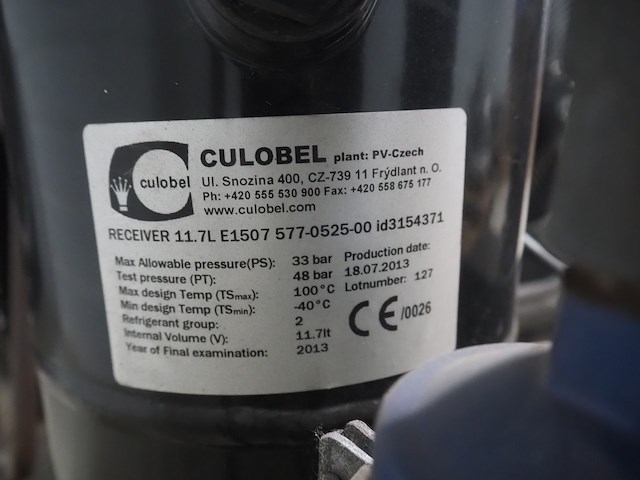 culobel
CULOBEL plant: PV-Czech
Ul. Snozina 400, CZ-739 11 Frýdlant n. O.
Ph: +420 555 530 900 Fax: +420 558 675 177
www.culobel.com
RECEIVER 11.7L E1507 577-0525-00 id3154371
Max Allowable pressure(PS): 33 bar
Test pressure (PT): 48 bar
Max design Temp (TSmax): 100°C
Min design Temp (TSmin): -40°C
Refrigerant group: 2
Internal Volume (V): 11.7lt
Year of Final examination: 2013
Production date:
18.07.2013
Lotnumber: 127
CE/0026